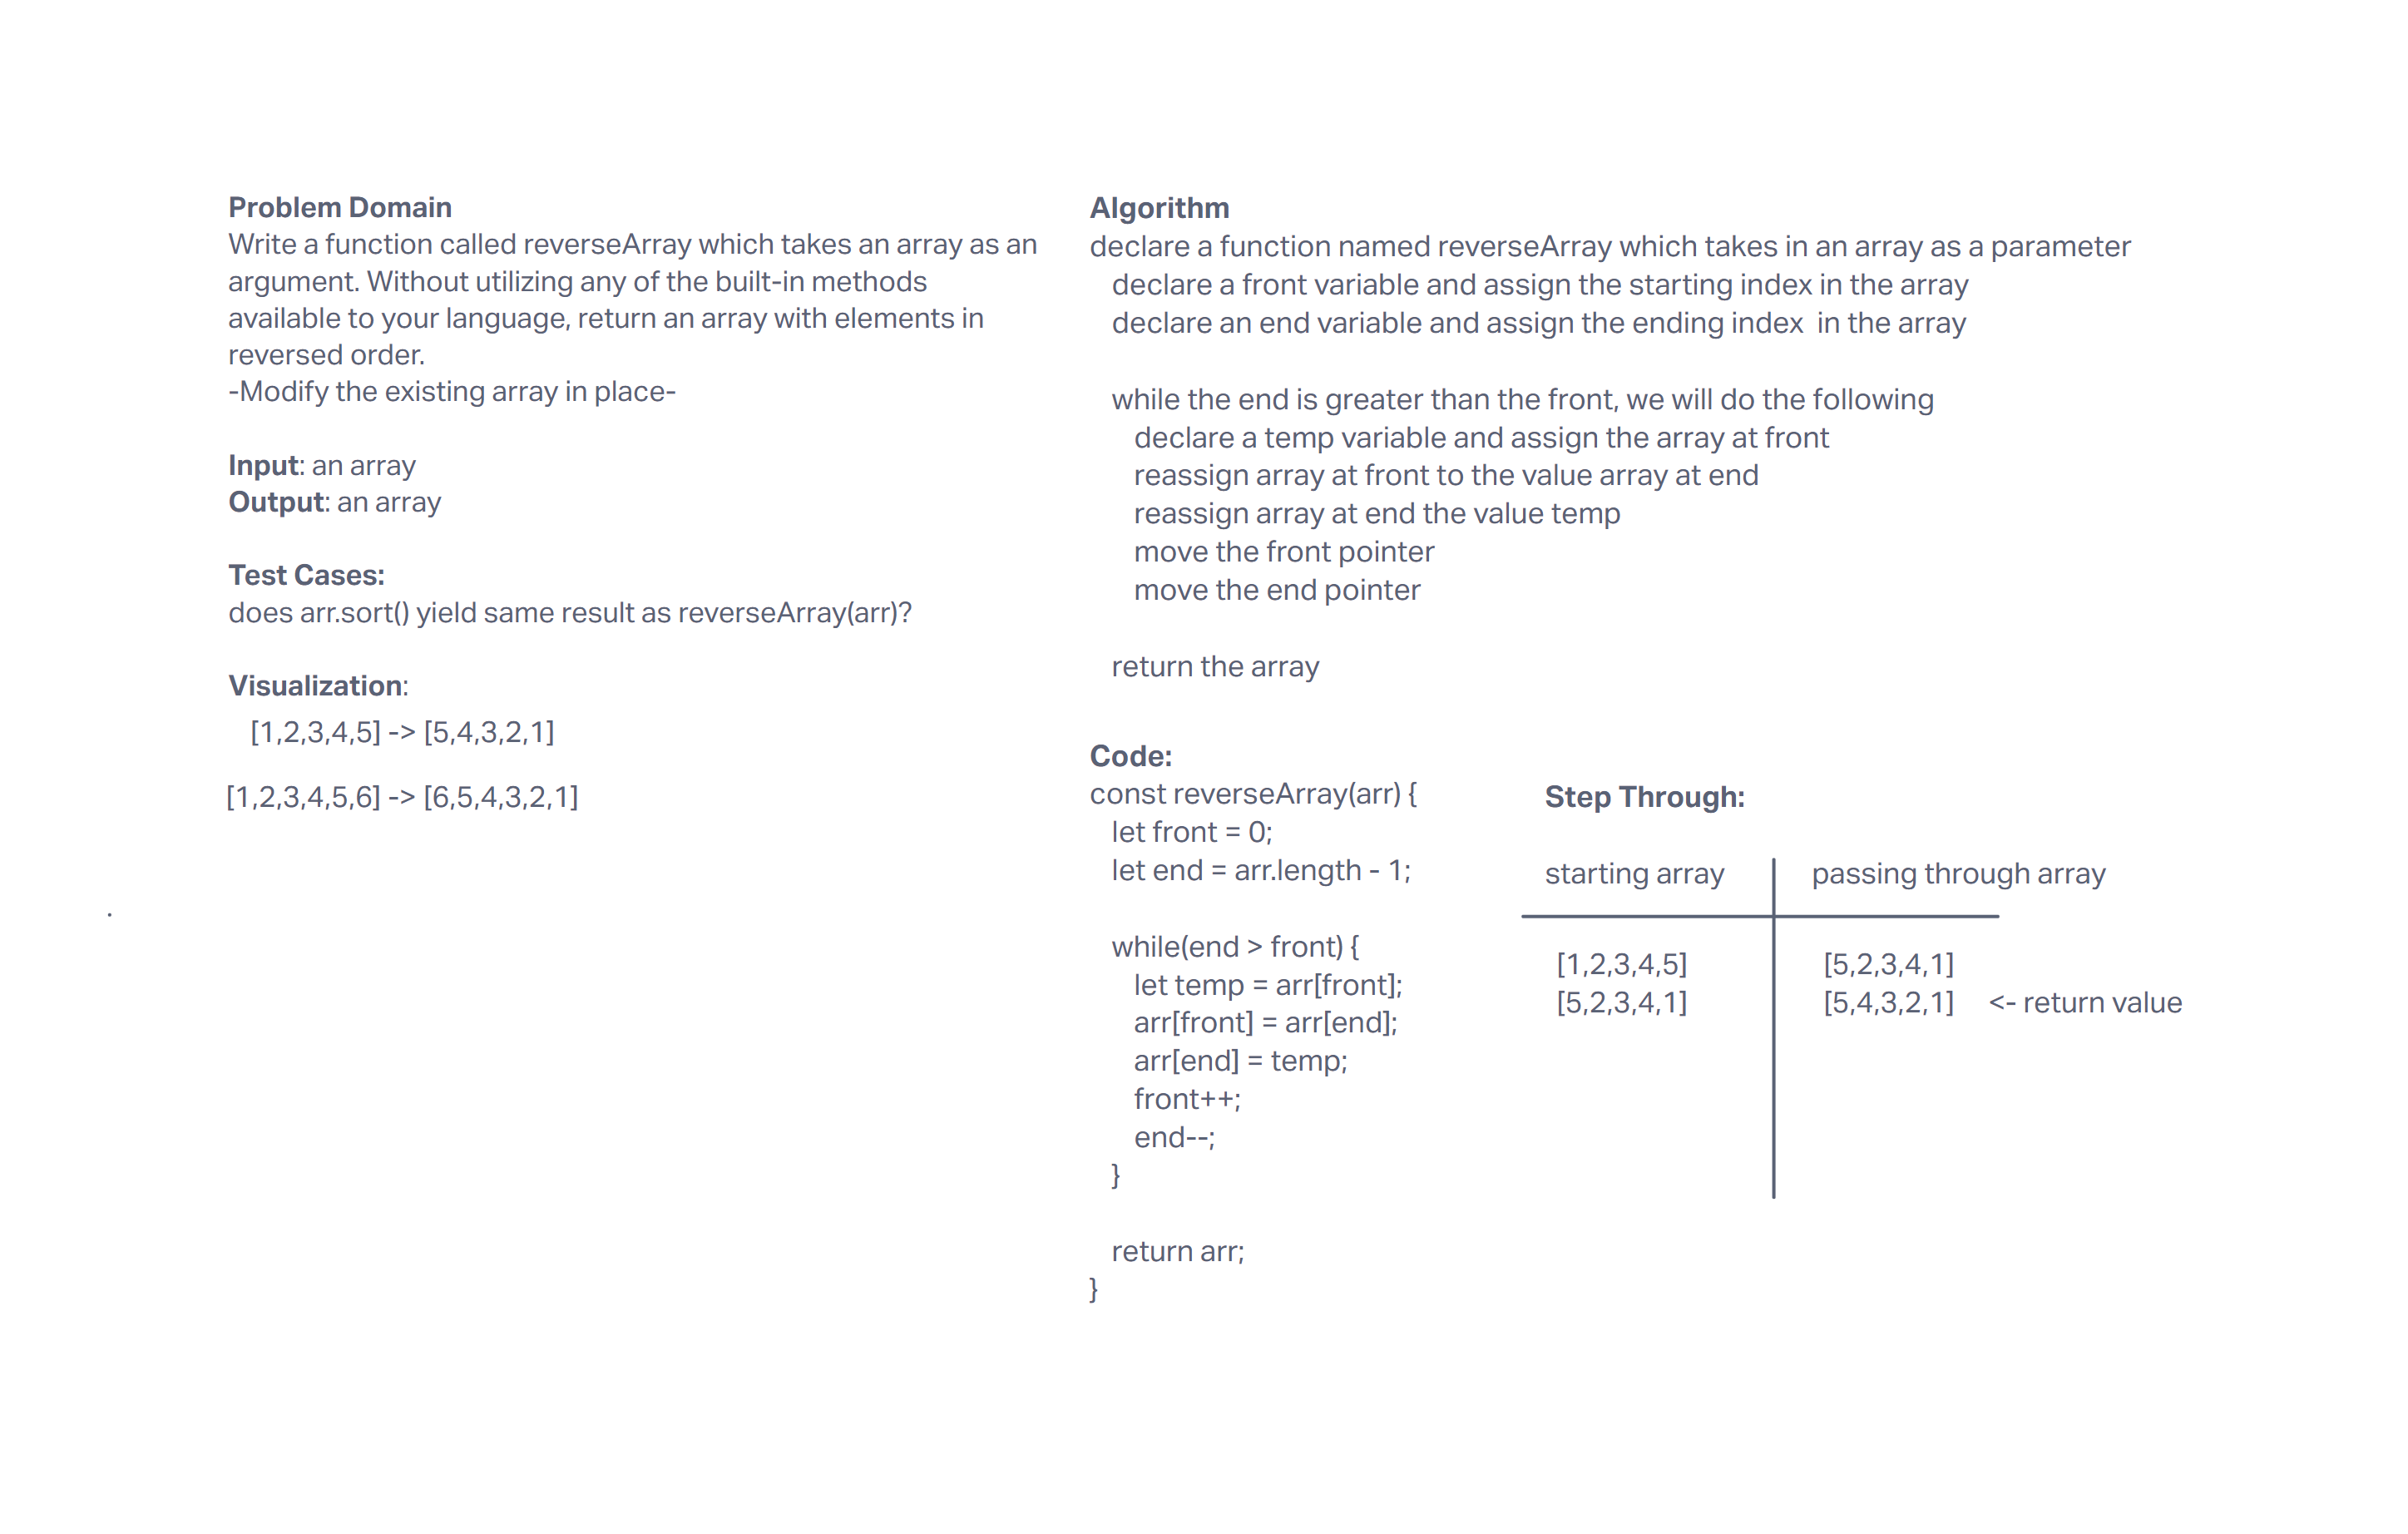 Problem Domain
Write a function called reverseArray which takes an array as an
argument. Without utilizing any of the built-in methods
available to your language, return an array with elements in
reversed order.
-Modify the existing array in place-
Input: an array
Output: an array
Test Cases:
does arr.sort() yield same result as reverseArray(arr)?
Visualization:
[1,2,3,4,5] -> [5,4,3,2,1]
[1,2,3,4,5,6] -> [6,5,4,3,2,1]
.
Algorithm
declare a function named reverseArray which takes in an array as a parameter
declare a front variable and assign the starting index in the array
declare an end variable and assign the ending index  in the array
while the end is greater than the front, we will do the following
declare a temp variable and assign the array at front
reassign array at front to the value array at end
reassign array at end the value temp
move the front pointer
move the end pointer
return the array
Code:
const reverseArray(arr) {
let front = 0;
let end = arr.length - 1;
while(end > front) {
let temp = arr[front];
arr[front] = arr[end];
arr[end] = temp;
front++;
end--;
}
return arr;
}
Step Through:
starting array passing through array
[1,2,3,4,5] [5,2,3,4,1]
[5,2,3,4,1] [5,4,3,2,1] <- return value